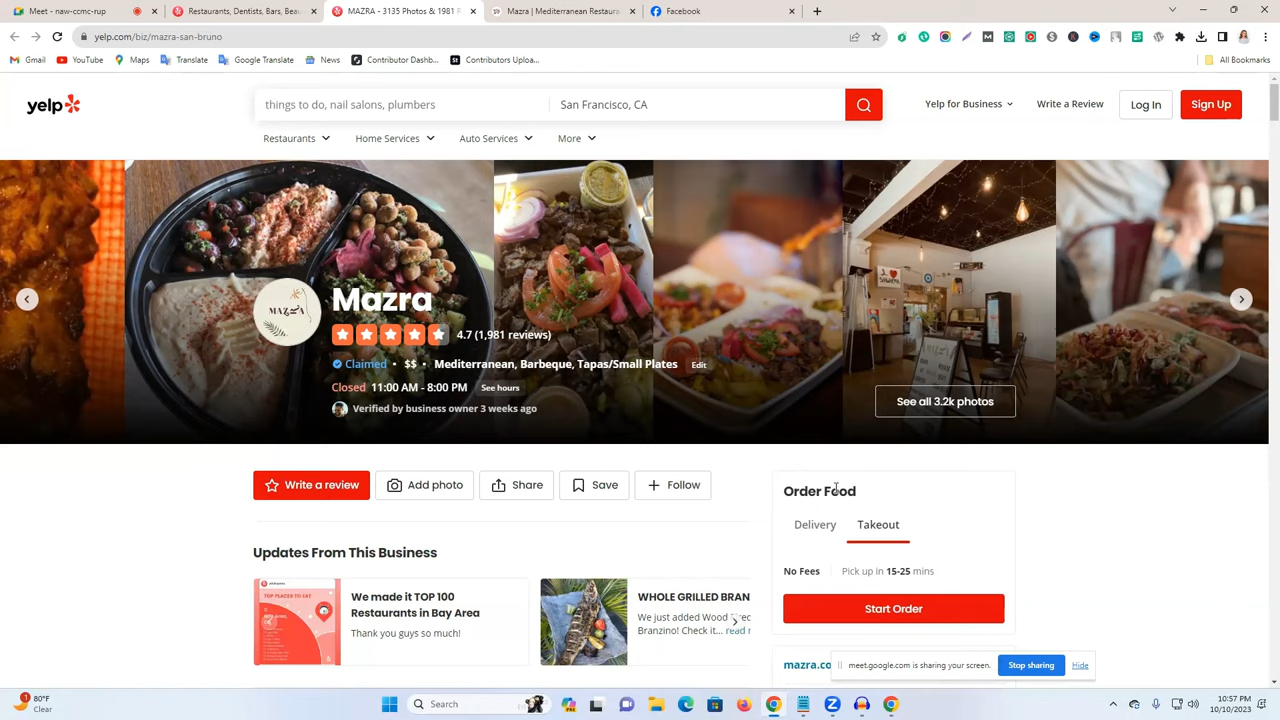 Meet - new-ccmc-rup
Restaurants, Dentists, Bars, Beau
MAZRA - 3135 Photos & 1981 R
Mazra | Mediterranean Restaura
Facebook
yelp.com/biz/mazra-san-bruno
Gmail
YouTube
Maps
Translate
Google Translate
News
Contributor Dashb...
Contributors Uploa...
All Bookmarks
yelp
things to do, nail salons, plumbers
San Francisco, CA
Yelp for Business
Write a Review
Log In
Sign Up
Restaurants
Home Services
Auto Services
More
MAZRA
Mazra
4.7 (1,981 reviews)
Claimed • $$ • Mediterranean, Barbeque, Tapas/Small Plates Edit
Closed 11:00 AM - 8:00 PM See hours
Verified by business owner 3 weeks ago
See all 3.2k photos
Write a review
Add photo
Share
Save
Follow
Order Food
Delivery
Takeout
No Fees
Pick up in 15-25 mins
Start Order
Updates From This Business
TOP PLACES TO EAT
We made it TOP 100
Restaurants in Bay Area
Thank you guys so much!
WHOLE GRILLED BRAN
We just added Wood
Branzino! Check it... read
mazra.co
meet.google.com is sharing your screen.
Stop sharing
Hide
80°F
Clear
Search
10:57 PM
10/10/2023